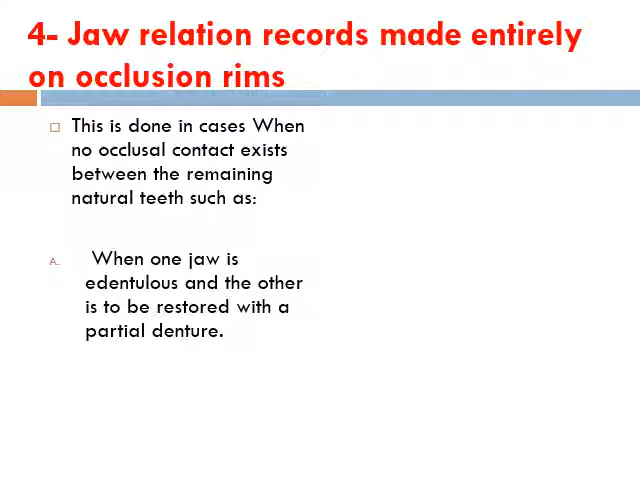 4- Jaw relation records made entirely
on occlusion rims
This is done in cases When
no occlusal contact exists
between the remaining
natural teeth such as:
A. When one jaw is
edentulous and the other
is to be restored with a
partial denture.